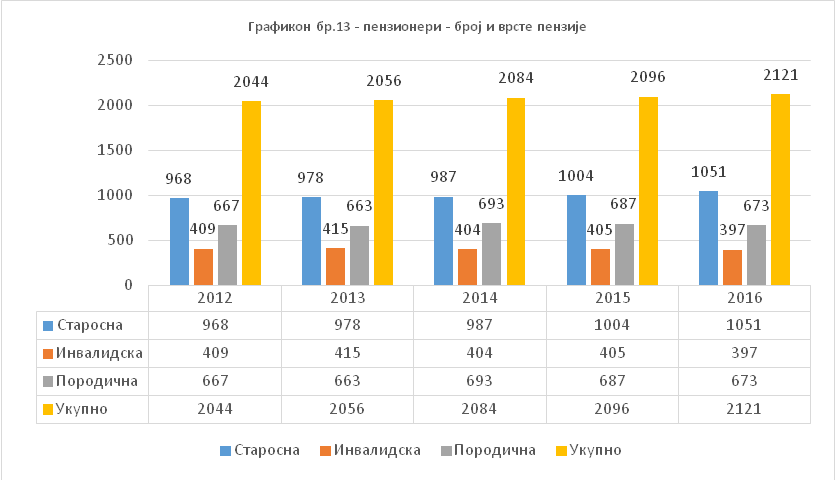 Графикон бр.13 - пензионери - број и врсте пензије
2500
2000
1500
1000
500
0
968 409 667 2044
978 415 663 2056
987 404 693 2084
1004 405 687 2096
1051 397 673 2121
2012 2013 2014 2015 2016
Старосна 968 978 987 1004 1051
Инвалидска 409 415 404 405 397
Породична 667 663 693 687 673
Укупно 2044 2056 2084 2096 2121
Старосна Инвалидска Породична Укупно